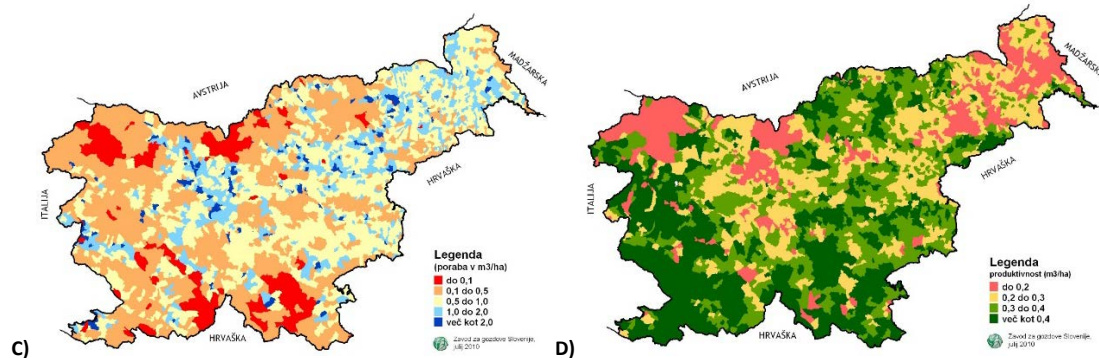 AVSTRIJA
MADŽARSKA
HRVAŠKA
ITALIJA
HRVAŠKA
Legenda
(poraba v m3/ha)
do 0,1
0,1 do 0,5
0,5 do 1,0
1,0 do 2,0
več kot 2,0
Zavod za gozdove Slovenije,
julij 2010
C)
AVSTRIJA
MADŽARSKA
HRVAŠKA
ITALIJA
HRVAŠKA
Legenda
produktivnost (m3/ha)
do 0,2
0,2 do 0,3
0,3 do 0,4
več kot 0,4
Zavod za gozdove Slovenije,
julij 2010
D)